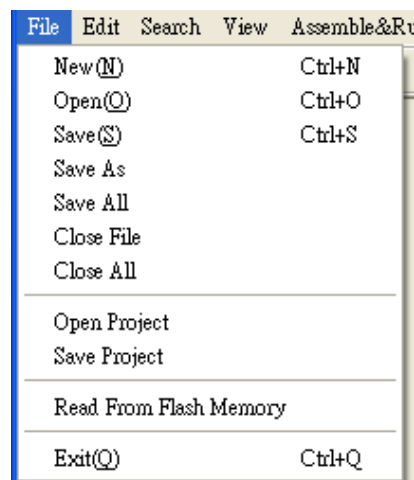 File Edit Search View Assemble&Ru
New(N) Ctrl+N
Open(O) Ctrl+O
Save(S) Ctrl+S
Save As
Save All
Close File
Close All
Open Project
Save Project
Read From Flash Memory
Exit(Q) Ctrl+Q